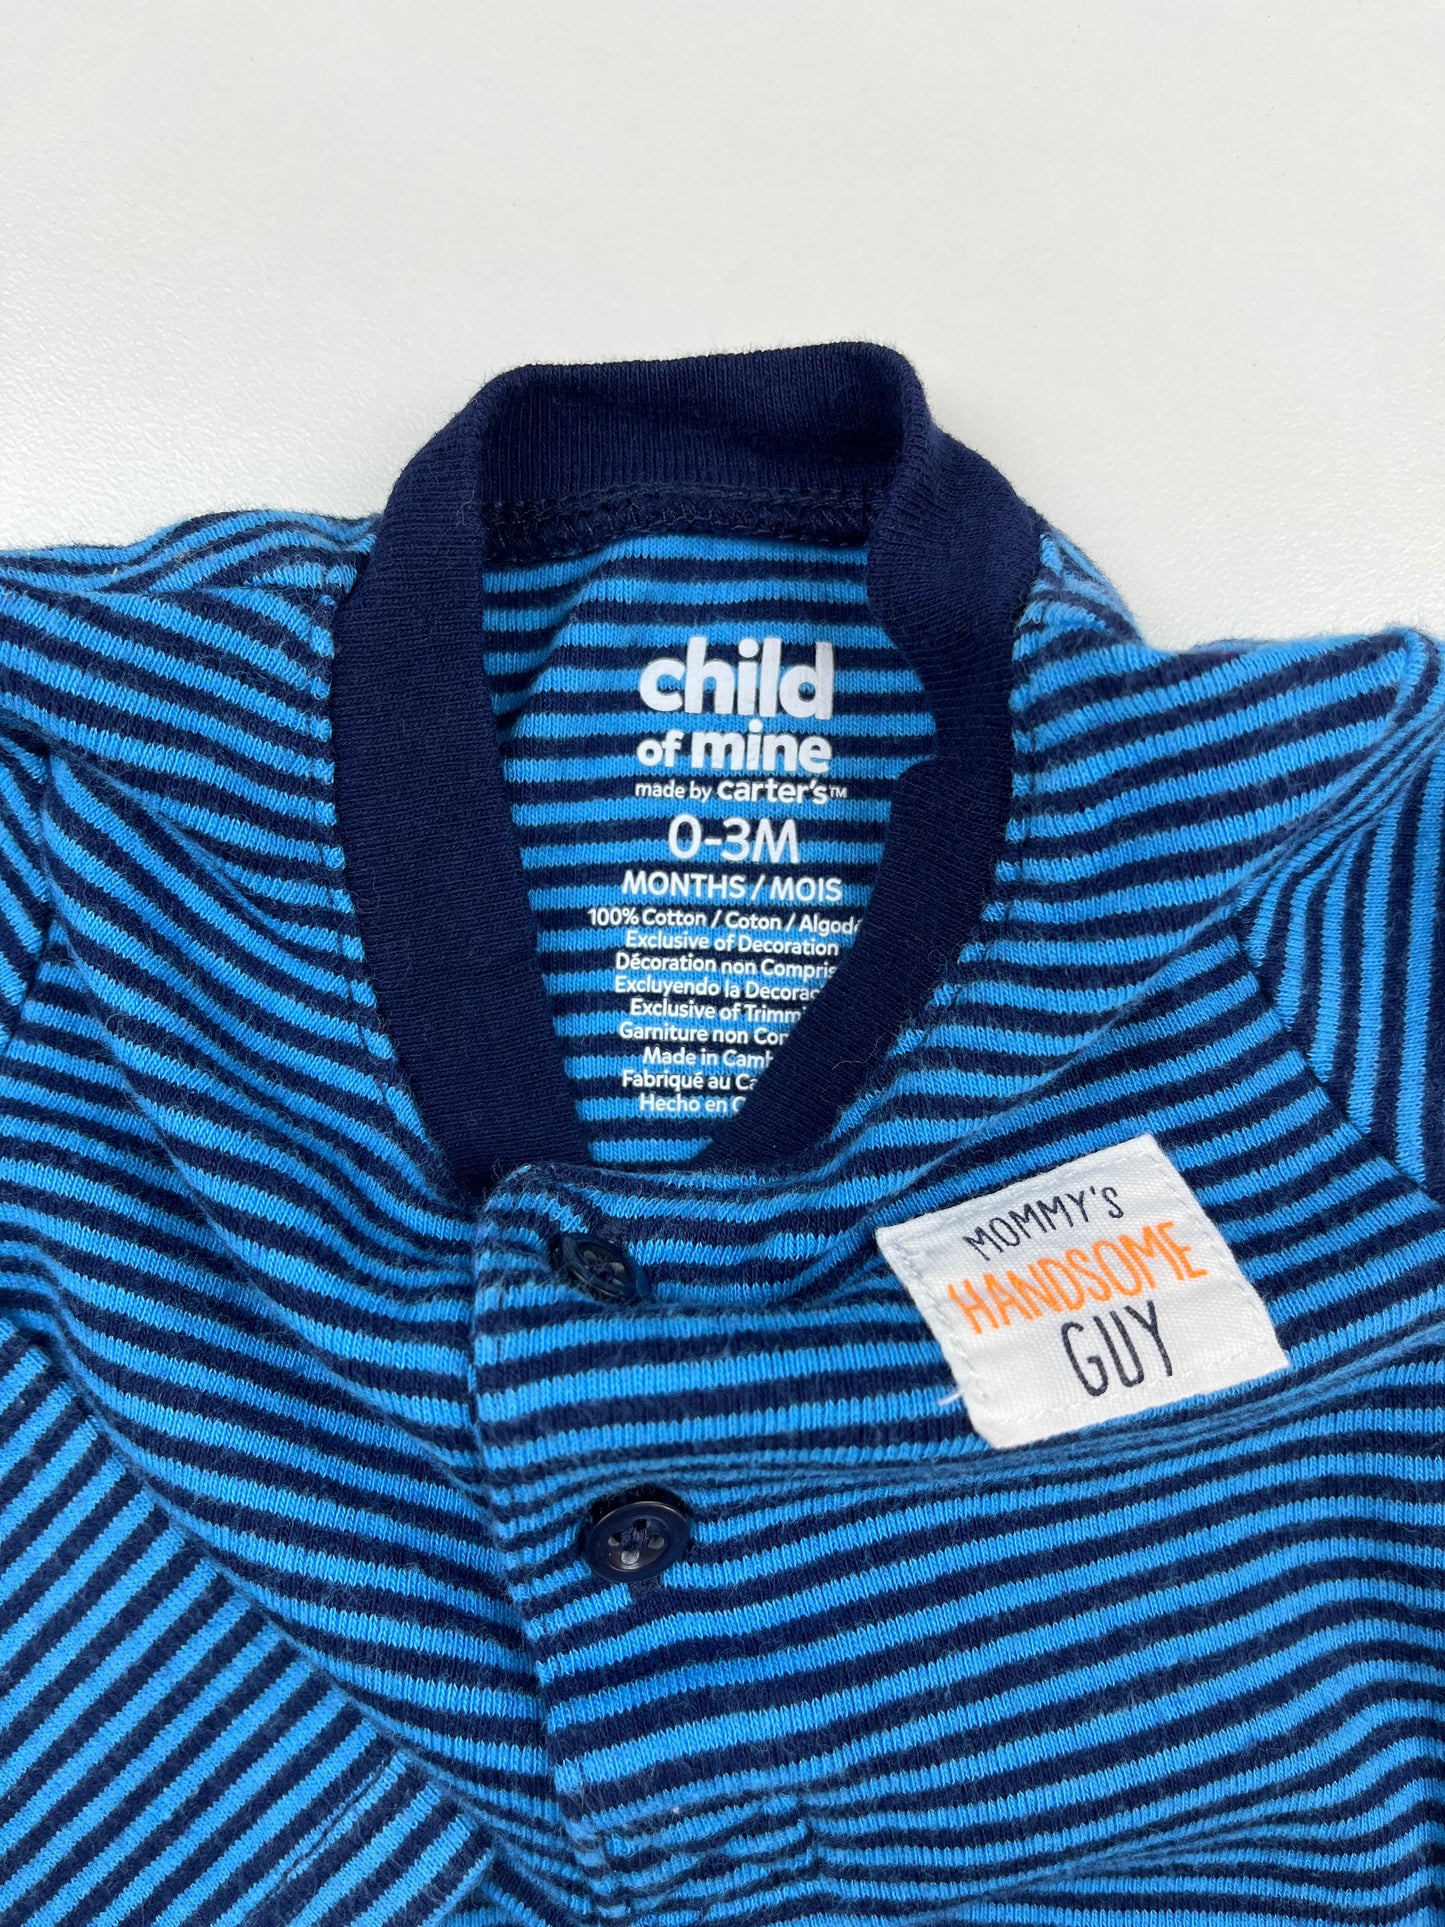 child
of mine
made by carter's™
0-3M
MONTHS / MOIS
100% Cotton / Coton /
Exclusive of Decoration
Décoration non
Excluyendo la
Exclusive of
Garniture non
Made in
Fabriqué au
Hecho en
MOMMY'S
HANDSOME
GUY